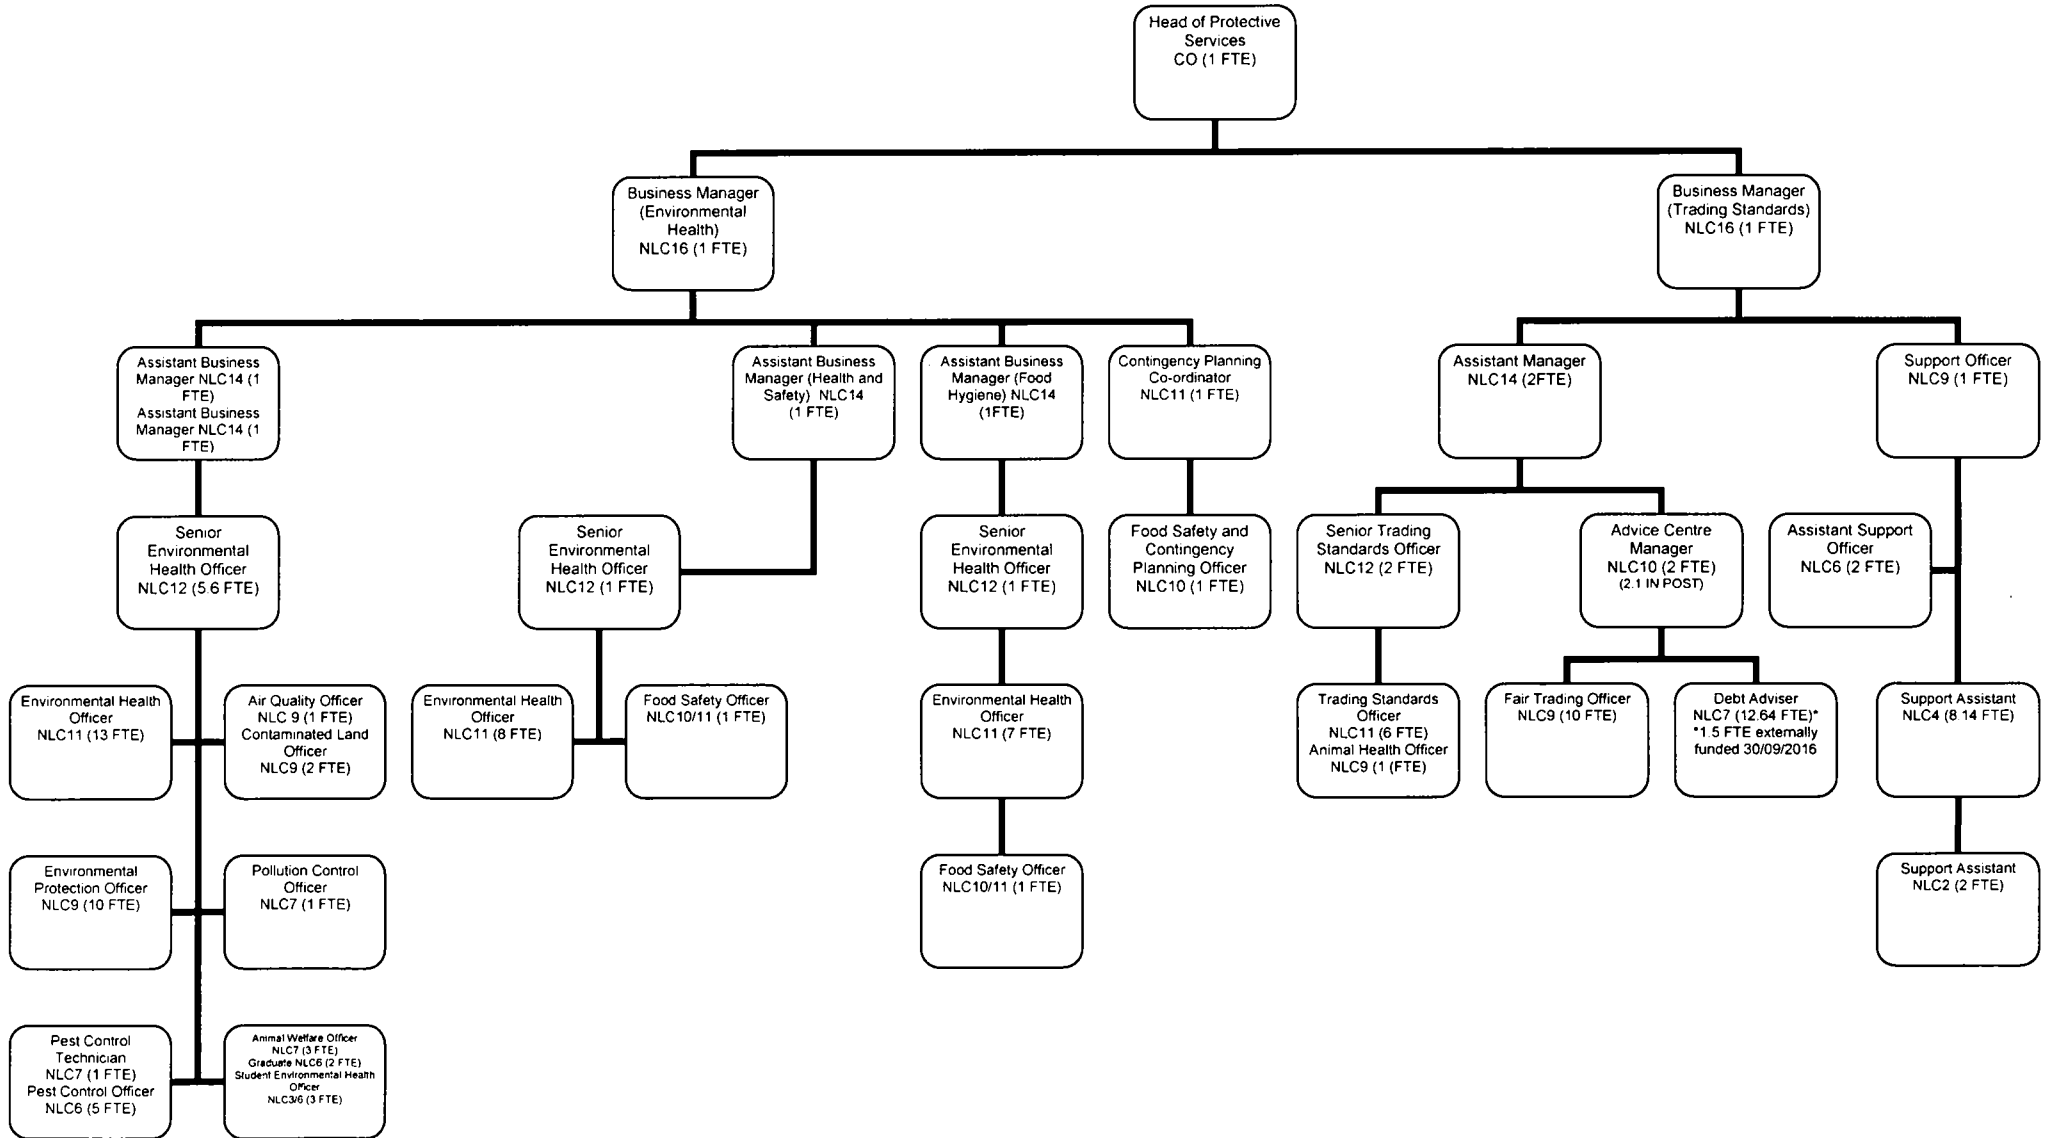 Head of Protective
Services
CO (1 FTE)
Business Manager
(Environmental
Health)
NLC16 (1 FTE)
Business Manager
(Trading Standards)
NLC16 (1 FTE)
Assistant Business
Manager NLC14 (1
FTE)
Assistant Business
Manager NLC14 (1
FTE)
Assistant Business
Manager (Health and
Safety) NLC14
(1 FTE)
Assistant Business
Manager (Food
Hygiene) NLC14
(1FTE)
Contingency Planning
Co-ordinator
NLC11 (1 FTE)
Assistant Manager
NLC14 (2FTE)
Support Officer
NLC9 (1 FTE)
Senior
Environmental
Health Officer
NLC12 (5.6 FTE)
Senior
Environmental
Health Officer
NLC12 (1 FTE)
Senior
Environmental
Health Officer
NLC12 (1 FTE)
Food Safety and
Contingency
Planning Officer
NLC10 (1 FTE)
Senior Trading
Standards Officer
NLC12 (2 FTE)
Advice Centre
Manager
NLC10 (2 FTE)
(2.1 IN POST)
Assistant Support
Officer
NLC6 (2 FTE)
Environmental Health
Officer
NLC11 (13 FTE)
Air Quality Officer
NLC 9 (1 FTE)
Contaminated Land
Officer
NLC9 (2 FTE)
Environmental Health
Officer
NLC11 (8 FTE)
Food Safety Officer
NLC10/11 (1 FTE)
Environmental Health
Officer
NLC11 (7 FTE)
Trading Standards
Officer
NLC11 (6 FTE)
Animal Health Officer
NLC9 (1 (FTE)
Fair Trading Officer
NLC9 (10 FTE)
Debt Adviser
NLC7 (12.64 FTE)*
*1.5 FTE externally
funded 30/09/2016
Support Assistant
NLC4 (8.14 FTE)
Environmental
Protection Officer
NLC9 (10 FTE)
Pollution Control
Officer
NLC7 (1 FTE)
Food Safety Officer
NLC10/11 (1 FTE)
Support Assistant
NLC2 (2 FTE)
Pest Control
Technician
NLC7 (1 FTE)
Pest Control Officer
NLC6 (5 FTE)
Animal Welfare Officer
NLC7 (3 FTE)
Graduate NLC6 (2 FTE)
Student Environmental Health
Officer
NLC3/6 (3 FTE)